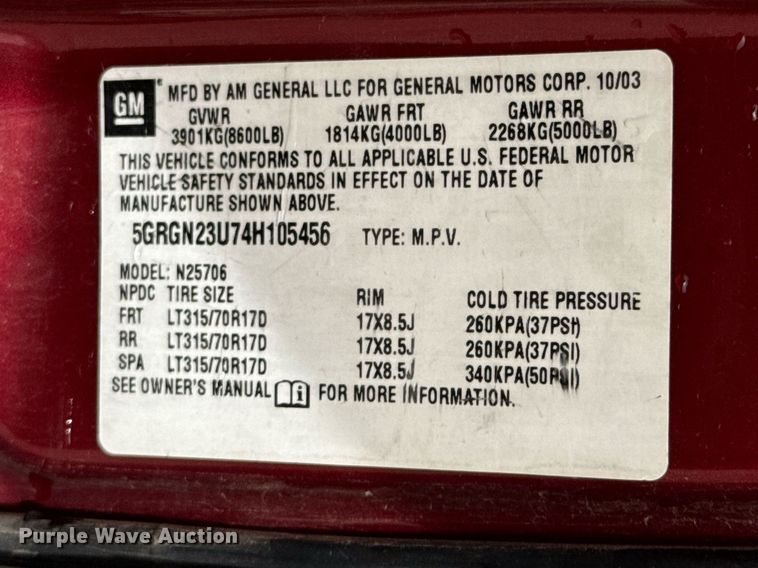 GM
MFD BY AM GENERAL LLC FOR GENERAL MOTORS CORP. 10/03
GVWR GAWR FRT GAWR RR
3901KG(8600LB) 1814KG(4000LB) 2268KG(5000LB)
THIS VEHICLE CONFORMS TO ALL APPLICABLE U.S. FEDERAL MOTOR
VEHICLE SAFETY STANDARDS IN EFFECT ON THE DATE OF
MANUFACTURE SHOWN ABOVE.
5GRGN23U74H105456 TYPE: M.P.V.
MODEL: N25706
NPDC TIRE SIZE RIM COLD TIRE PRESSURE
FRT LT315/70R17D 17X8.5J 260KPA(37PSI)
RR LT315/70R17D 17X8.5J 260KPA(37PSI)
SPA LT315/70R17D 17X8.5J 340KPA(50PSI)
SEE OWNER'S MANUAL i FOR MORE INFORMATION.
Purple Wave Auction